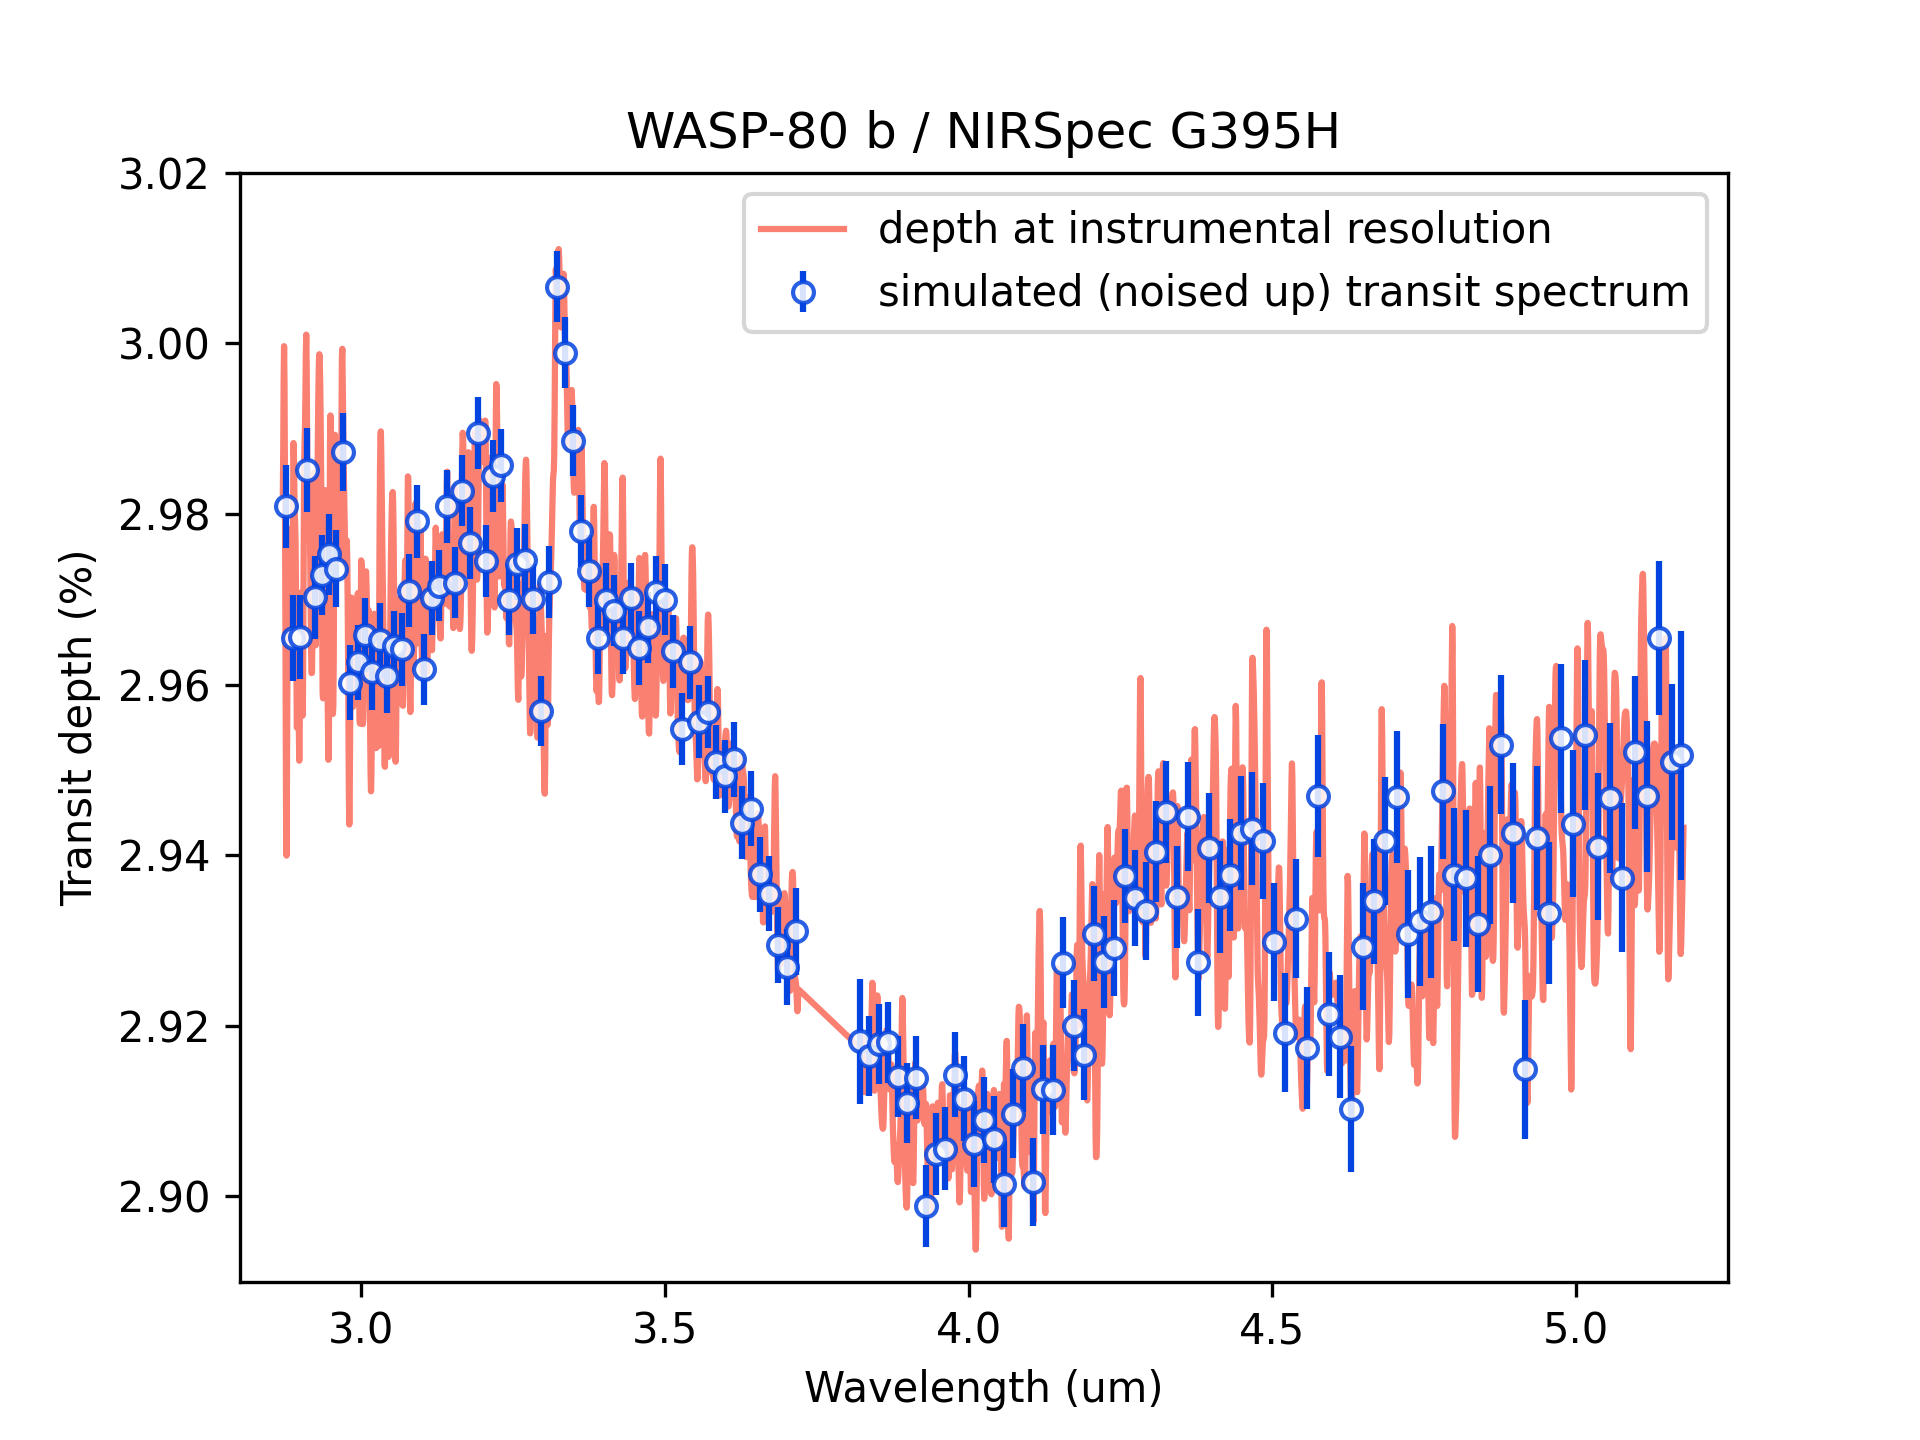 WASP-80 b / NIRSpec G395H
depth at instrumental resolution
simulated (noised up) transit spectrum
Transit depth (%)
3.02
3.00
2.98
2.96
2.94
2.92
2.90
3.0 3.5 4.0 4.5 5.0
Wavelength (um)